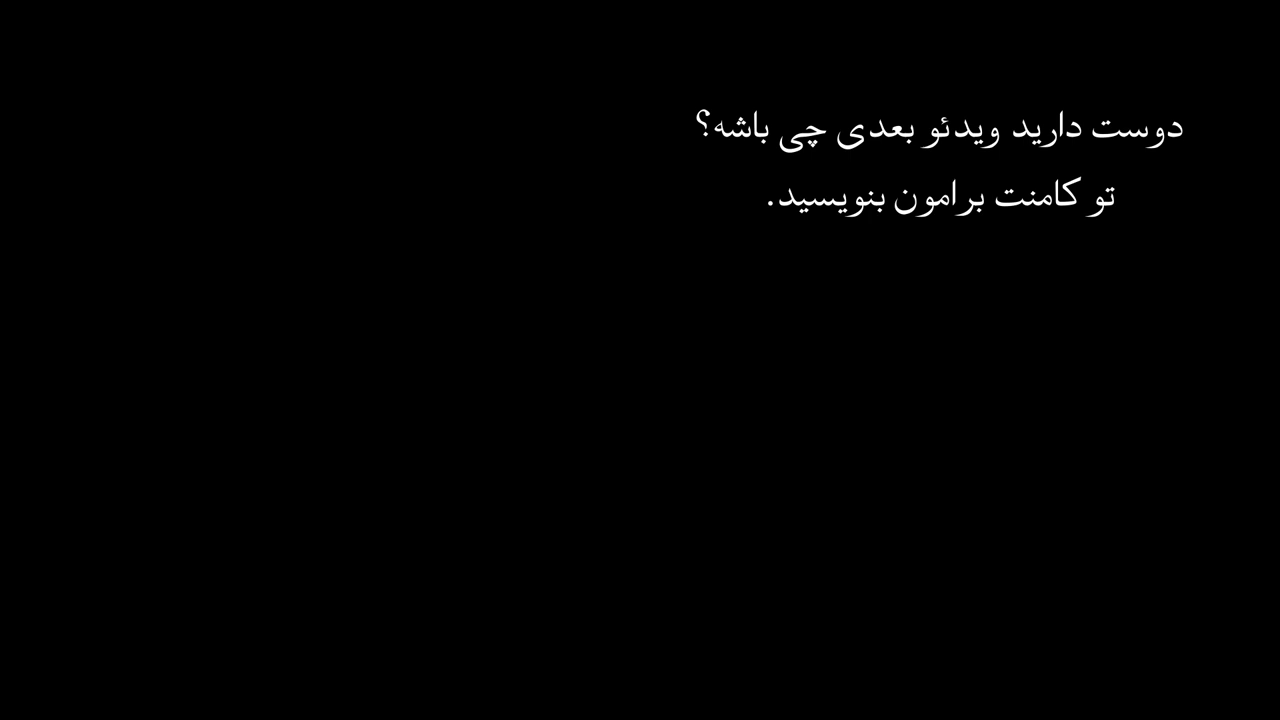 دوست دارید ویدئو بعدی چی باشه؟
تو کامنت برامون بنویسید.